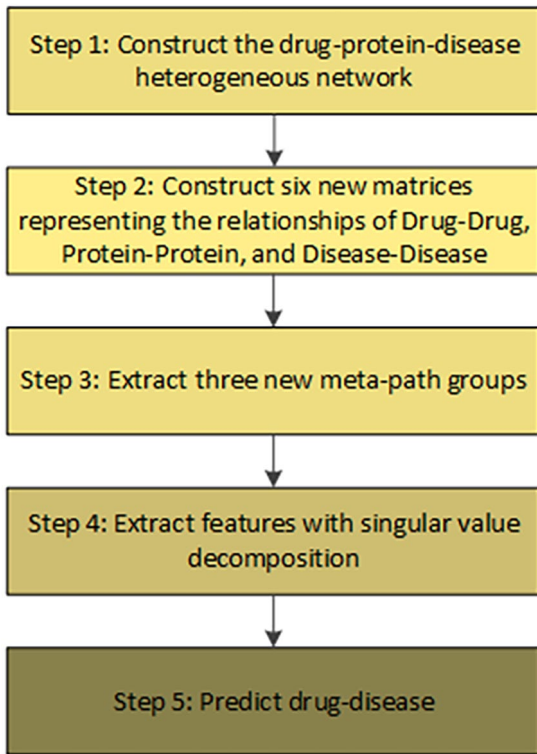 Step 1: Construct the drug-protein-disease
heterogeneous network
Step 2: Construct six new matrices
representing the relationships of Drug-Drug,
Protein-Protein, and Disease-Disease
Step 3: Extract three new meta-path groups
Step 4: Extract features with singular value
decomposition
Step 5: Predict drug-disease